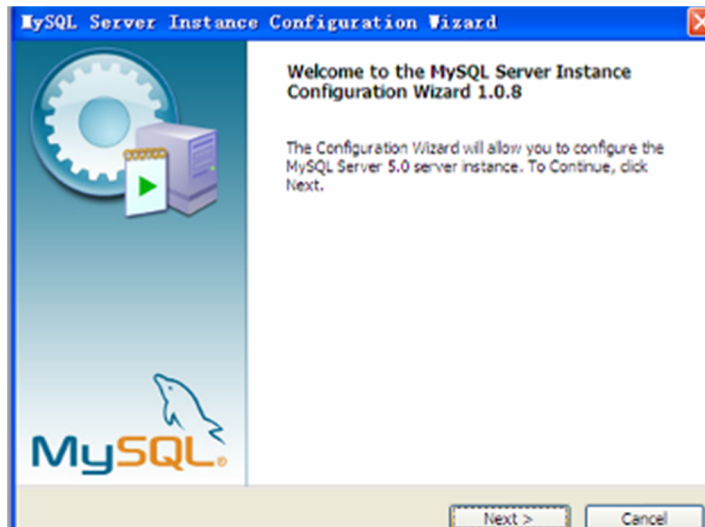 MySQL Server Instance Configuration Wizard
Welcome to the MySQL Server Instance
Configuration Wizard 1.0.8
The Configuration Wizard will allow you to configure the
MySQL Server 5.0 server instance. To Continue, click
Next.
MySQL®
Next >
Cancel